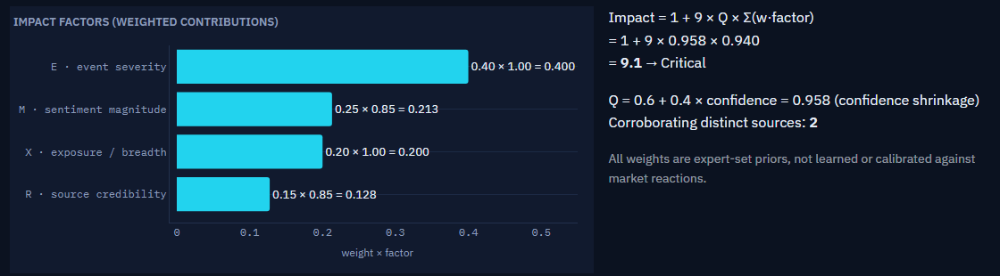 IMPACT FACTORS (WEIGHTED CONTRIBUTIONS)
E · event severity
0.40 × 1.00 = 0.400
M · sentiment magnitude
0.25 × 0.85 = 0.213
X · exposure / breadth
0.20 × 1.00 = 0.200
R · source credibility
0.15 × 0.85 = 0.128
0 0.1 0.2 0.3 0.4 0.5
weight × factor
Impact = 1 + 9 × Q × Σ(w·factor)
= 1 + 9 × 0.958 × 0.940
= 9.1 → Critical
Q = 0.6 + 0.4 × confidence = 0.958 (confidence shrinkage)
Corroborating distinct sources: 2
All weights are expert-set priors, not learned or calibrated against
market reactions.